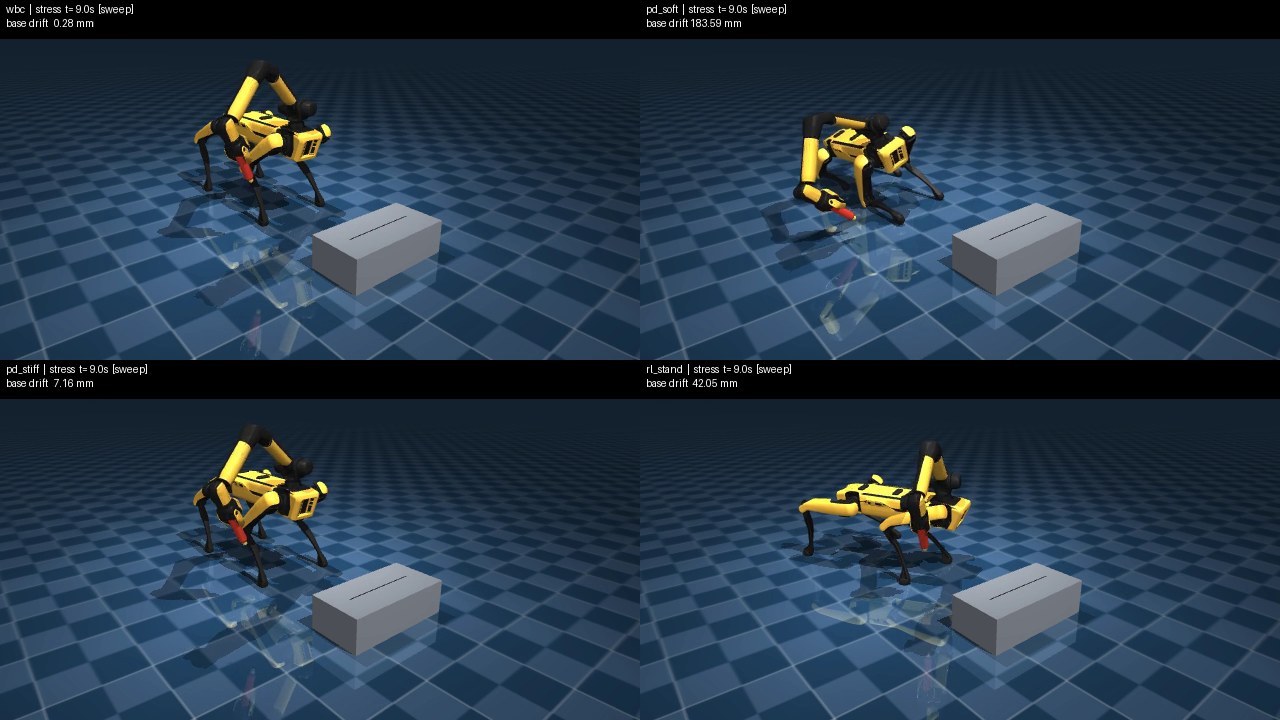 wbc | stress t= 9.0s [sweep]
base drift  0.28 mm
pd_soft | stress t= 9.0s [sweep]
base drift 183.59 mm
pd_stiff | stress t= 9.0s [sweep]
base drift  7.16 mm
rl_stand | stress t= 9.0s [sweep]
base drift 42.05 mm